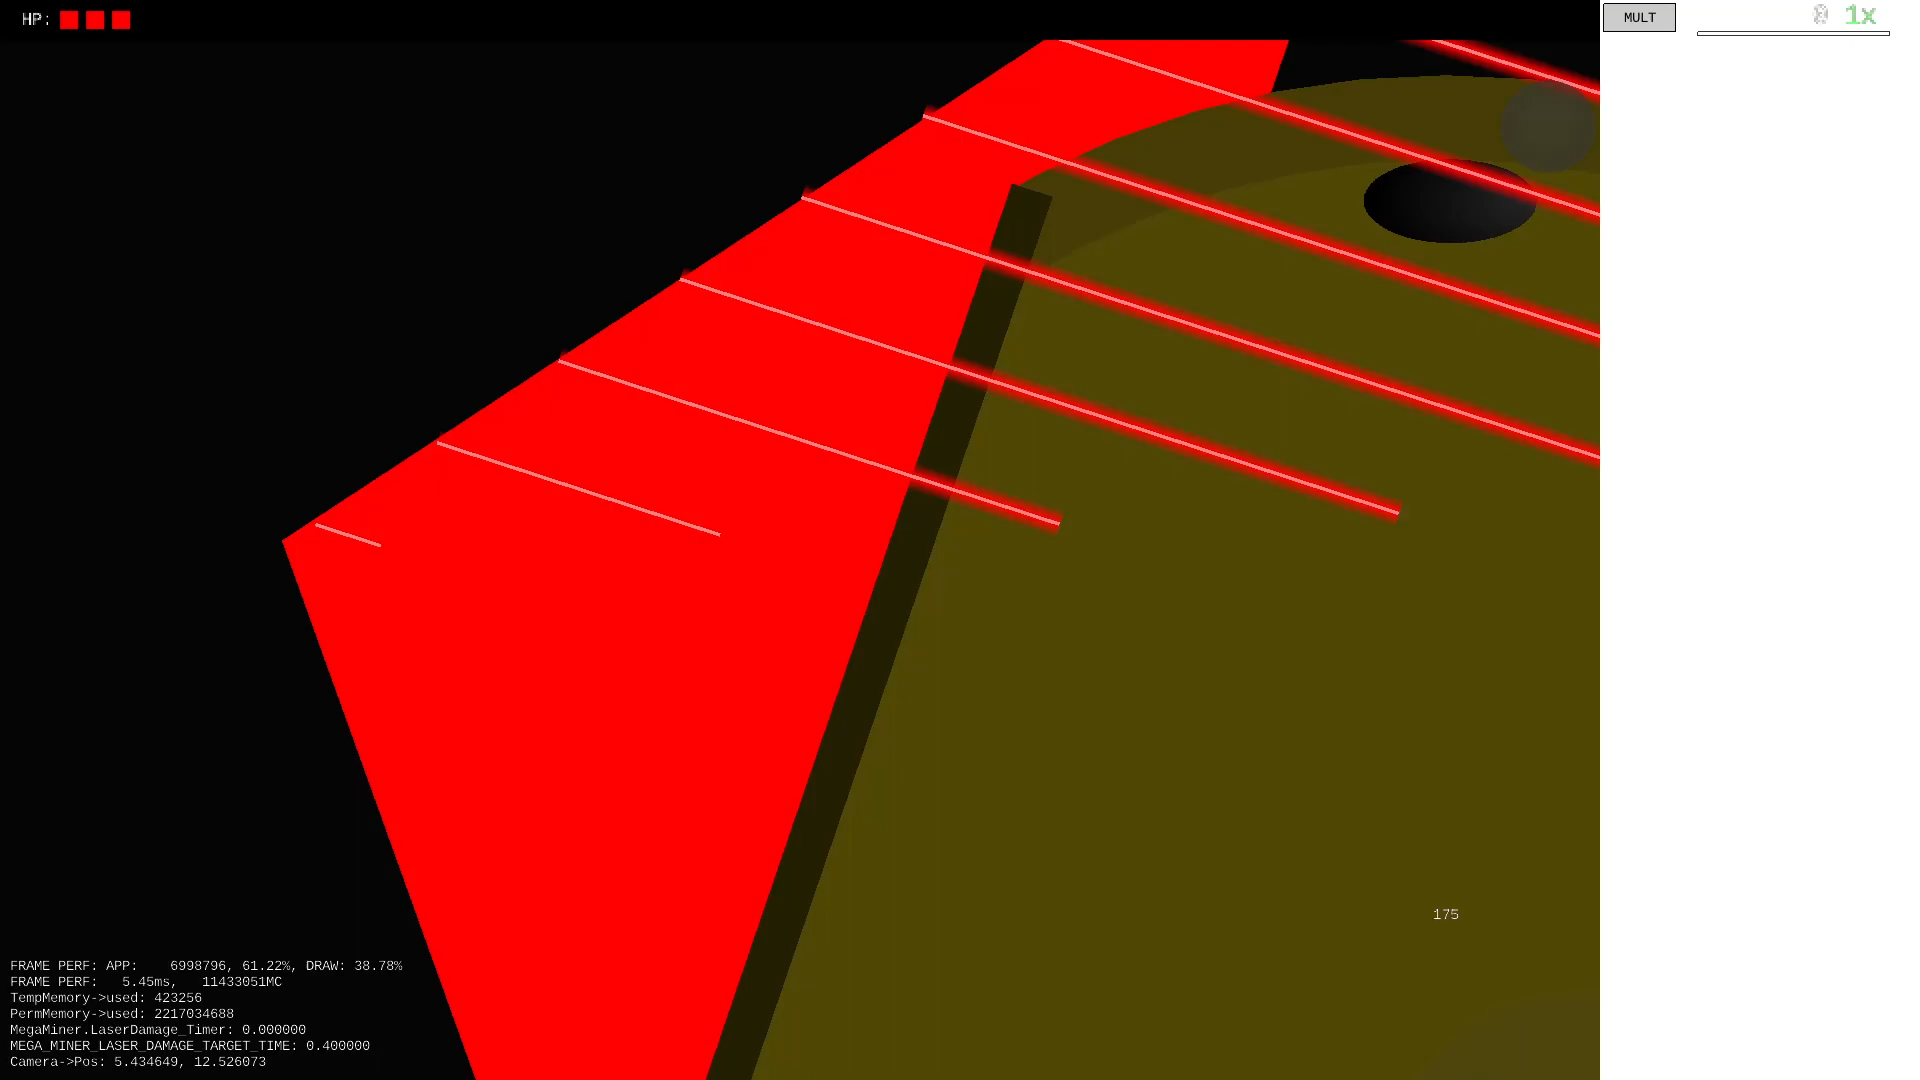 HP:
MULT
1x
175
FRAME PERF: APP:    6998796, 61.22%, DRAW: 38.78%
FRAME PERF:   5.45ms,   11433051MC
TempMemory->used: 423256
PermMemory->used: 2217034688
MegaMiner.LaserDamage_Timer: 0.000000
MEGA_MINER_LASER_DAMAGE_TARGET_TIME: 0.400000
Camera->Pos: 5.434649, 12.526073